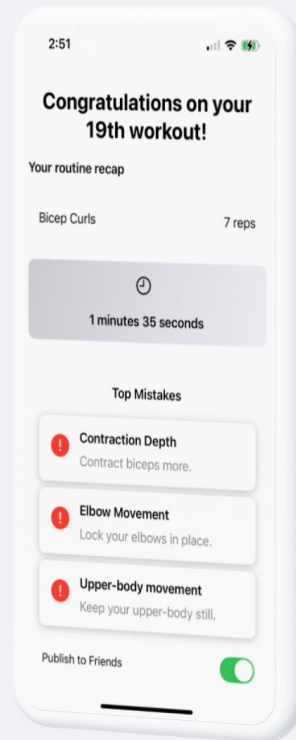 2:51
Congratulations on your
19th workout!
Your routine recap
Bicep Curls 7 reps
1 minutes 35 seconds
Top Mistakes
Contraction Depth
Contract biceps more.
Elbow Movement
Lock your elbows in place.
Upper-body movement
Keep your upper-body still.
Publish to Friends